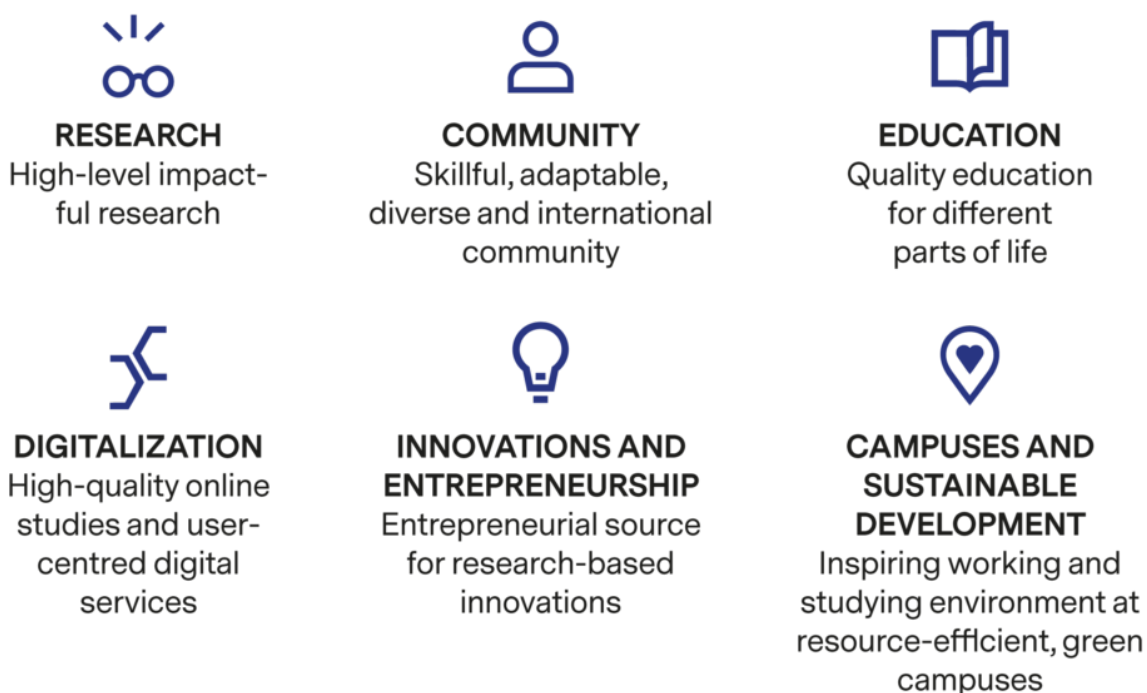 RESEARCH
High-level impact-
ful research
COMMUNITY
Skillful, adaptable,
diverse and international
community
EDUCATION
Quality education
for different
parts of life
DIGITALIZATION
High-quality online
studies and user-
centred digital
services
INNOVATIONS AND
ENTREPRENEURSHIP
Entrepreneurial source
for research-based
innovations
CAMPUSES AND
SUSTAINABLE
DEVELOPMENT
Inspiring working and
studying environment at
resource-efficient, green
campuses